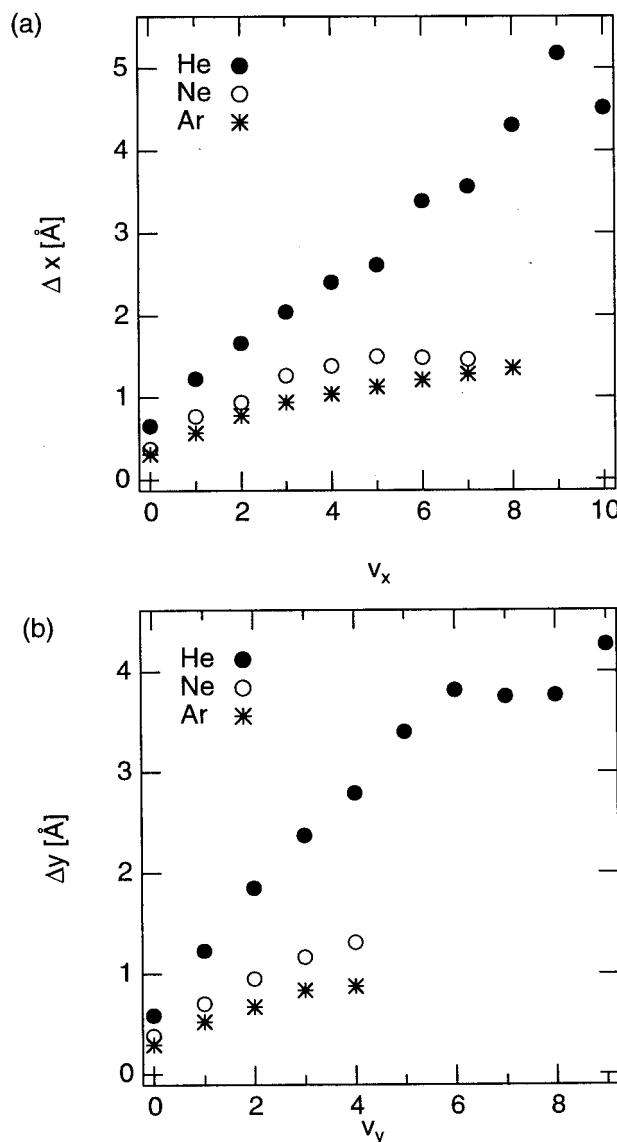 (a)
He ●
Ne ○
Ar ✳
5
4
3
2
1
0
Δ x [Å]
0 2 4 6 8 10
v_x
(b)
He ●
Ne ○
Ar ✳
4
3
2
1
0
Δy [Å]
0 2 4 6 8
v_y